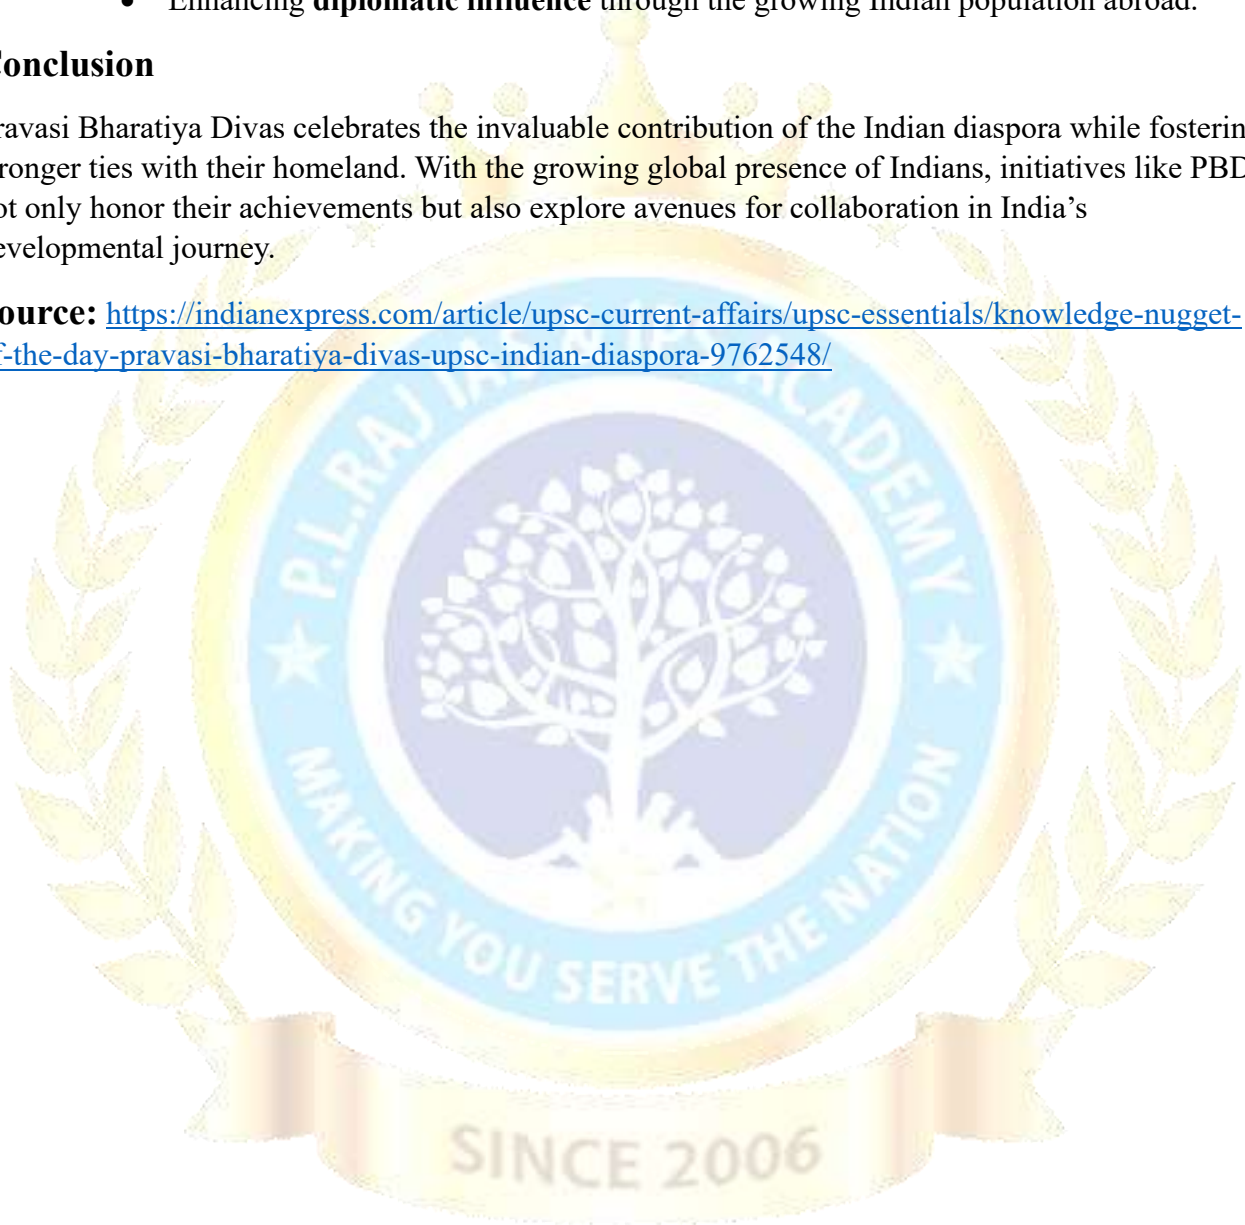 • Enhancing diplomatic influence through the growing Indian population abroad.
onclusion
ravasi Bharatiya Divas celebrates the invaluable contribution of the Indian diaspora while fosterin
ronger ties with their homeland. With the growing global presence of Indians, initiatives like PBD
ot only honor their achievements but also explore avenues for collaboration in India’s
evelopmental journey.
ource: https://indianexpress.com/article/upsc-current-affairs/upsc-essentials/knowledge-nugget-
f-the-day-pravasi-bharatiya-divas-upsc-indian-diaspora-9762548/
P.L.RAJ IAS & IPS ACADEMY
MAKING YOU SERVE THE NATION
SINCE 2006